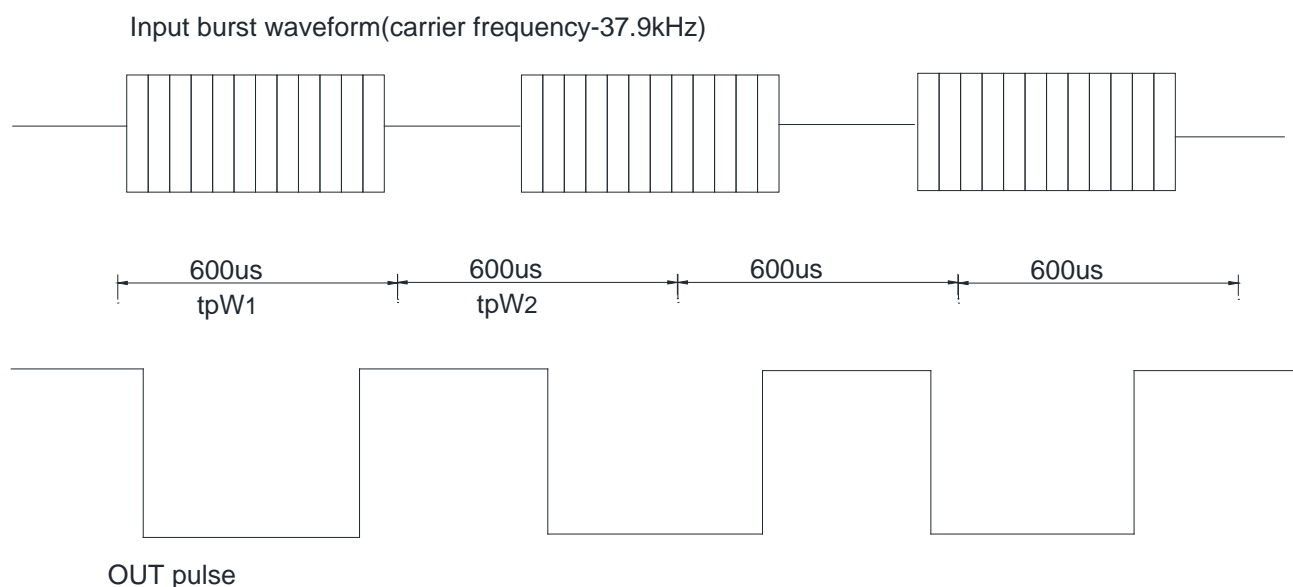 Input burst waveform(carrier frequency-37.9kHz)
600us 600us 600us 600us
tpW1 tpW2
OUT pulse